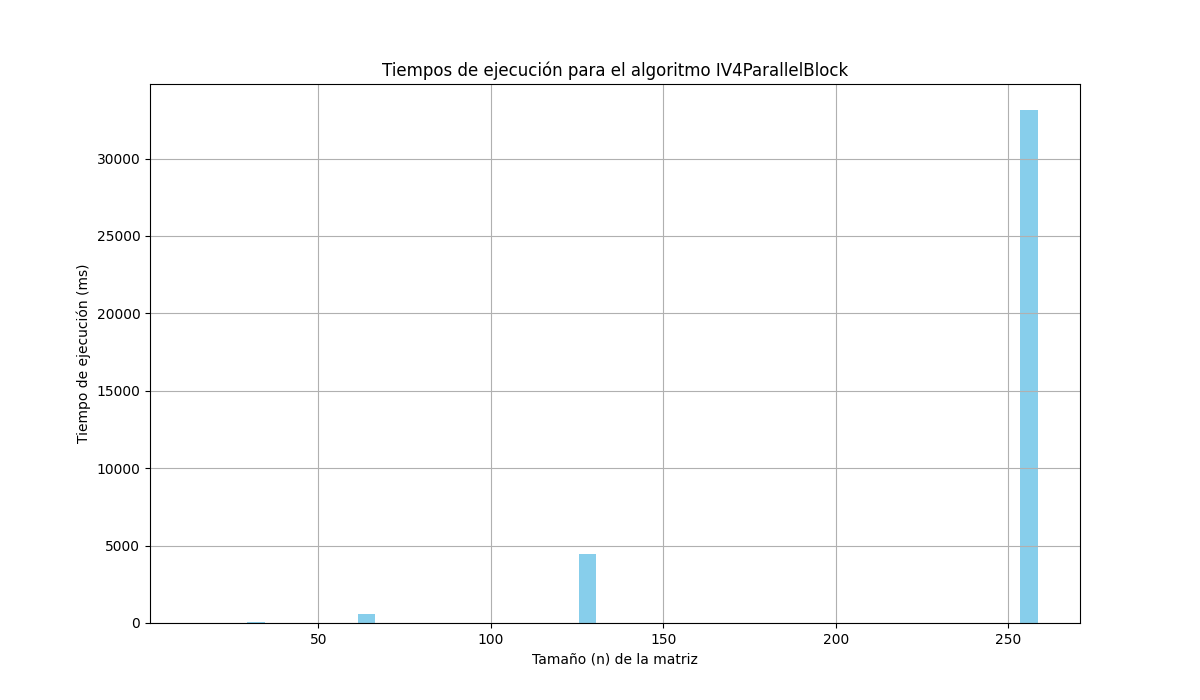 Tiempos de ejecución para el algoritmo IV4ParallelBlock
Tiempo de ejecución (ms)
30000
25000
20000
15000
10000
5000
0
50 100 150 200 250
Tamaño (n) de la matriz